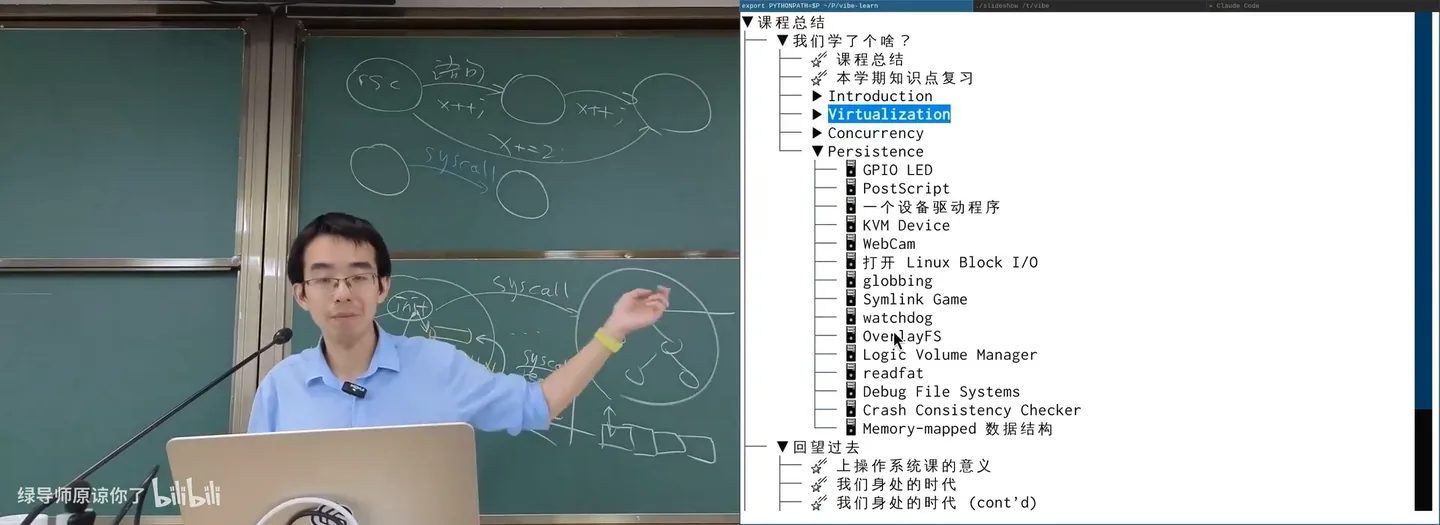 export PYTHONPATH=$P ~/P/vibe-learn
./slideshow /t/vibe
Claude Code
课程总结
我们学了个啥？
课程总结
本学期知识点复习
Introduction
Virtualization
Concurrency
Persistence
GPIO LED
PostScript
一个设备驱动程序
KVM Device
WebCam
打开 Linux Block I/O
globbing
Symlink Game
watchdog
OverlayFS
Logic Volume Manager
readfat
Debug File Systems
Crash Consistency Checker
Memory-mapped 数据结构
回望过去
上操作系统课的意义
我们身处的时代
我们身处的时代 (cont'd)
x++;
x++;
x+=2;
syscall
init
syscall
...
绿导师原谅你了 bilibili